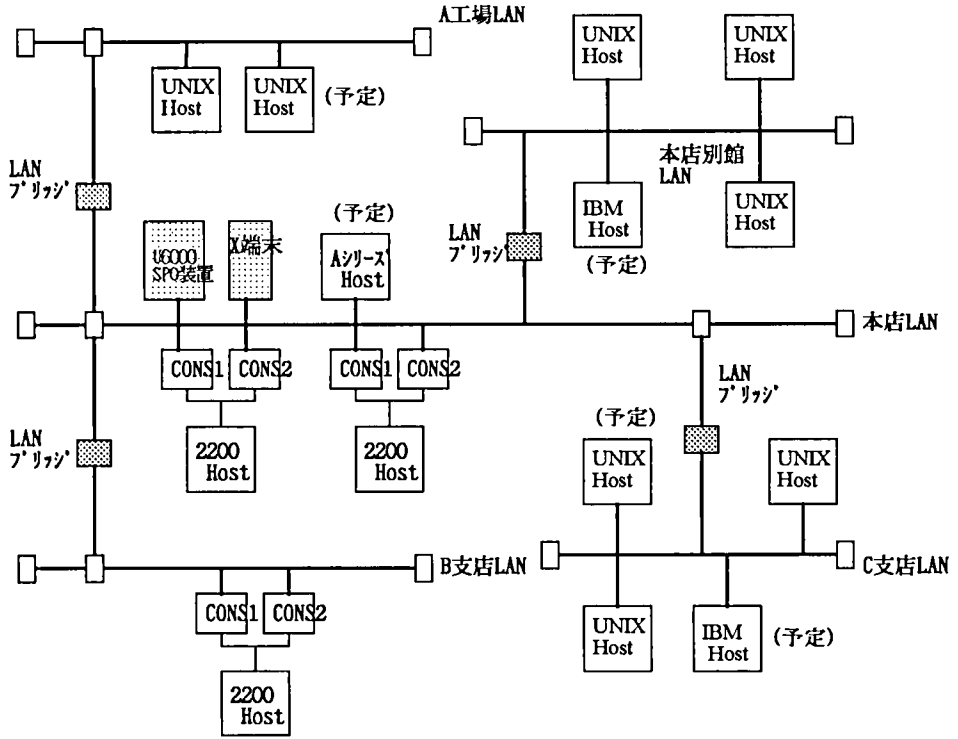 A工場LAN
UNIX
Host
UNIX
Host
(予定)
UNIX
Host
UNIX
Host
本店別館
LAN
IBM
Host
(予定)
UNIX
Host
LAN
ブリッジ
LAN
ブリッジ
U6000
SPO装置
X端末
(予定)
Aシリーズ
Host
本店LAN
CONS1
CONS2
CONS1
CONS2
2200
Host
2200
Host
LAN
ブリッジ
LAN
ブリッジ
(予定)
UNIX
Host
UNIX
Host
C支店LAN
UNIX
Host
IBM
Host
(予定)
B支店LAN
CONS1
CONS2
2200
Host